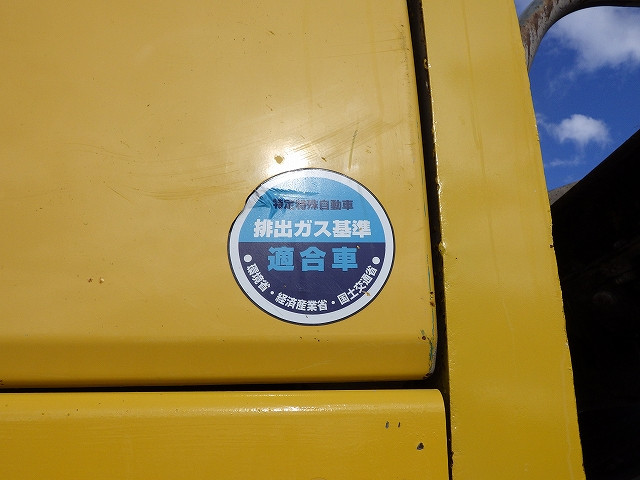 特定特殊自動車
排出ガス基準
適合車
●環境省・経済産業省・国土交通省●